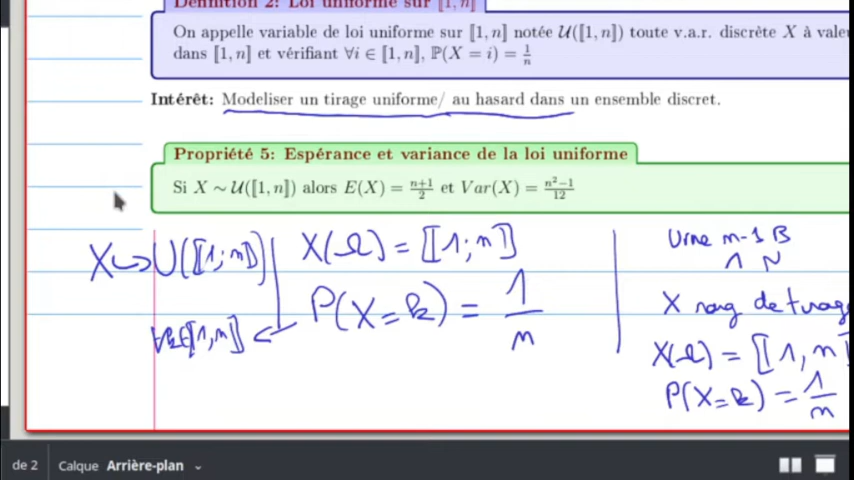 Définition 2: Loi uniforme sur ⟦1, n⟧
On appelle variable de loi uniforme sur ⟦1, n⟧ notée 𝒰(⟦1, n⟧) toute v.a.r. discrète X à vale
dans ⟦1, n⟧ et vérifiant ∀i ∈ ⟦1, n⟧, ℙ(X = i) = 1/n
Intérêt: Modeliser un tirage uniforme/ au hasard dans un ensemble discret.
Propriété 5: Espérance et variance de la loi uniforme
Si X ∼ 𝒰(⟦1, n⟧) alors E(X) = (n+1)/2 et Var(X) = (n²−1)/12
X ↪ U(⟦1; n⟧)
∀k∈⟦1, n⟧
X(Ω) = ⟦1; n⟧
P(X = k) = 1/n
Urne n-1 B
1 N
X rang de tirage
X(Ω) = ⟦1, n
P(X = k) = 1/n
de 2 Calque Arrière-plan